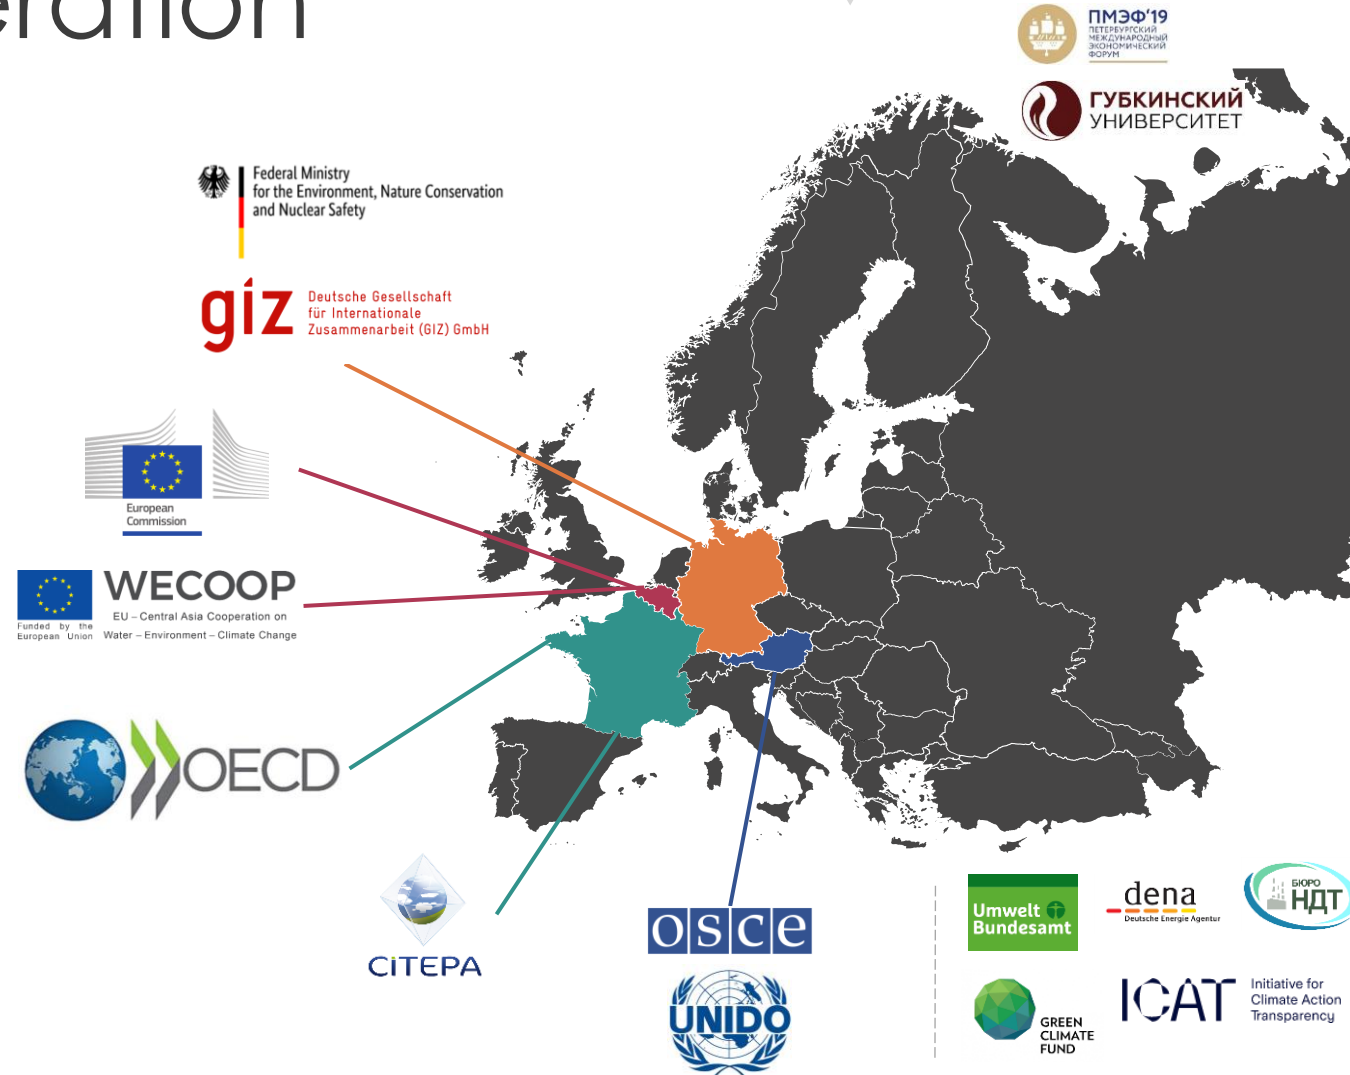 eration
ПМЭФ'19
ПЕТЕРБУРГСКИЙ
МЕЖДУНАРОДНЫЙ
ЭКОНОМИЧЕСКИЙ
ФОРУМ
ГУБКИНСКИЙ
УНИВЕРСИТЕТ
Federal Ministry
for the Environment, Nature Conservation
and Nuclear Safety
giz
Deutsche Gesellschaft
für Internationale
Zusammenarbeit (GIZ) GmbH
European
Commission
WECOOP
EU – Central Asia Cooperation on
Water – Environment – Climate Change
Funded by the
European Union
OECD
CiTEPA
osce
UNIDO
Umwelt
Bundesamt
dena
Deutsche Energie Agentur
БЮРО
НДТ
GREEN
CLIMATE
FUND
ICAT
Initiative for
Climate Action
Transparency